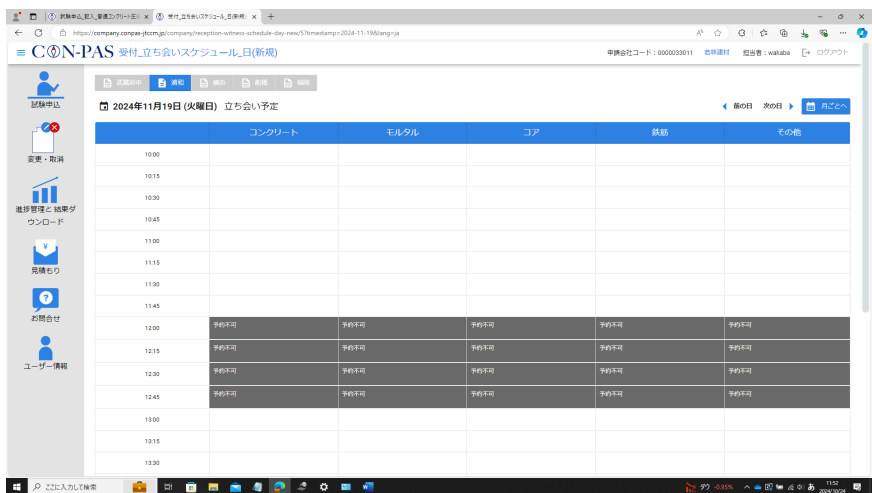 試験申込_記入_普通コンクリート圧縮 ×
受付_立ち会いスケジュール_日(新規) ×
https://company.conpas-jtccm.jp/company/reception-witness-schedule-day-new/5?timestamp=2024-11-19&lang=ja
CON-PAS 受付_立ち会いスケジュール_日(新規)
申請会社コード：0000033011 若林建材 担当者：wakaba ログアウト
試験申込
変更・取消
進捗管理と結果ダ
ウンロード
見積もり
お問合せ
ユーザー情報
武蔵府中 浦和 横浜 船橋
2024年11月19日 (火曜日) 立ち会い予定
前の日 次の日 月ごとへ
コンクリート モルタル コア 鉄筋 その他
10:00
10:15
10:30
10:45
11:00
11:15
11:30
11:45
12:00 予約不可 予約不可 予約不可 予約不可 予約不可
12:15 予約不可 予約不可 予約不可 予約不可 予約不可
12:30 予約不可 予約不可 予約不可 予約不可 予約不可
12:45 予約不可 予約不可 予約不可 予約不可 予約不可
13:00
13:15
13:30
ここに入力して検索
-0.95%
あ
11:52
2024/10/24